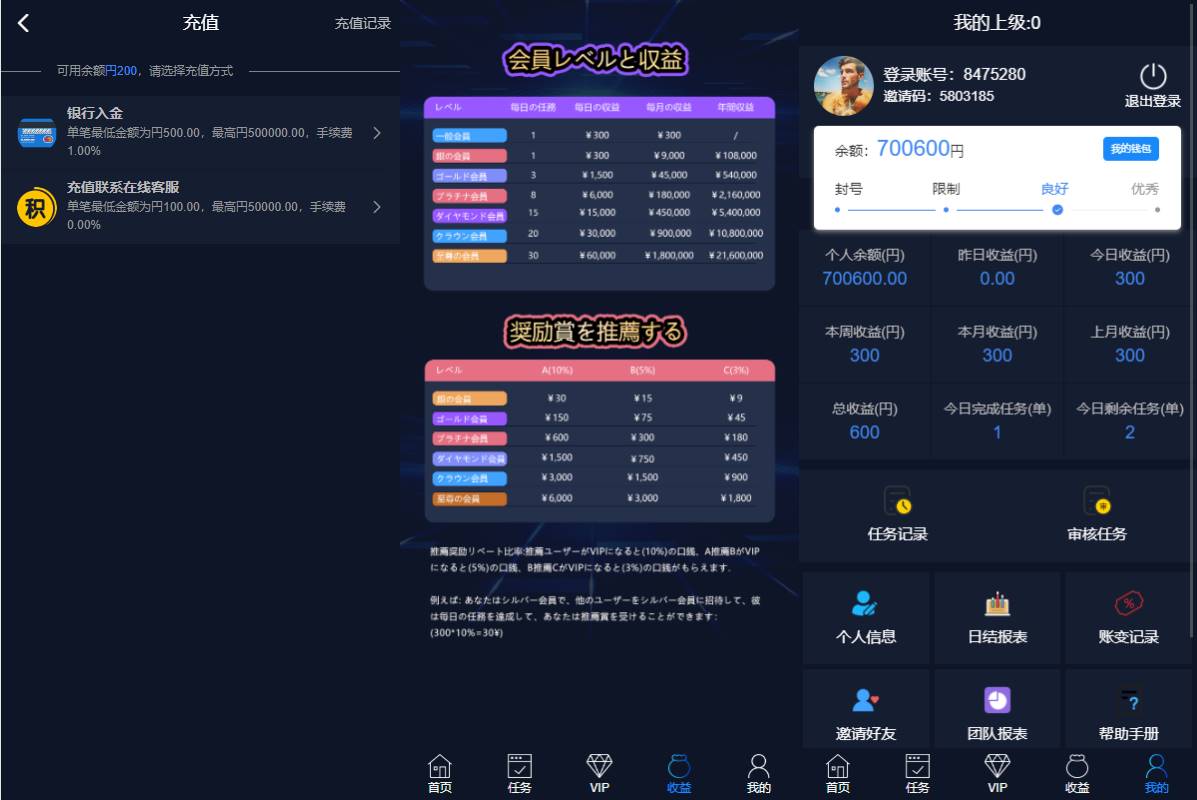 充值
充值记录
可用余额円200，请选择充值方式
银行入金
单笔最低金额为円500.00，最高円500000.00，手续费
1.00%
积
充值联系在线客服
单笔最低金额为円100.00，最高円50000.00，手续费
0.00%
会員レベルと収益
レベル 毎日の任務 毎日の収益 毎月の収益 年間収益
一般会員 1 ¥300 ¥300 /
銀の会員 1 ¥300 ¥9,000 ¥108,000
ゴールド会員 3 ¥1,500 ¥45,000 ¥540,000
プラチナ会員 8 ¥6,000 ¥180,000 ¥2,160,000
ダイヤモンド会員 15 ¥15,000 ¥450,000 ¥5,400,000
クラウン会員 20 ¥30,000 ¥900,000 ¥10,800,000
至尊の会員 30 ¥60,000 ¥1,800,000 ¥21,600,000
奨励賞を推薦する
レベル A(10%) B(5%) C(3%)
銀の会員 ¥30 ¥15 ¥9
ゴールド会員 ¥150 ¥75 ¥45
プラチナ会員 ¥600 ¥300 ¥180
ダイヤモンド会員 ¥1,500 ¥750 ¥450
クラウン会員 ¥3,000 ¥1,500 ¥900
至尊の会員 ¥6,000 ¥3,000 ¥1,800
推薦奨励リベート比率:推薦ユーザーがVIPになると(10%)の口銭、A推薦BがVIP
になると(5%)の口銭、B推薦CがVIPになると(3%)の口銭がもらえます.
例えば: あなたはシルバー会員で、他のユーザーをシルバー会員に招待して、彼
は毎日の任務を達成して、あなたは推薦賞を受けることができます：
(300*10%=30¥)
首页 任务 VIP 收益 我的
我的上级:0
登录账号：8475280
邀请码：5803185
退出登录
余额：700600円
我的钱包
封号 限制 良好 优秀
个人余额(円) 昨日收益(円) 今日收益(円)
700600.00 0.00 300
本周收益(円) 本月收益(円) 上月收益(円)
300 300 300
总收益(円) 今日完成任务(单) 今日剩余任务(单)
600 1 2
任务记录 审核任务
个人信息 日结报表 账变记录
邀请好友 团队报表 帮助手册
首页 任务 VIP 收益 我的